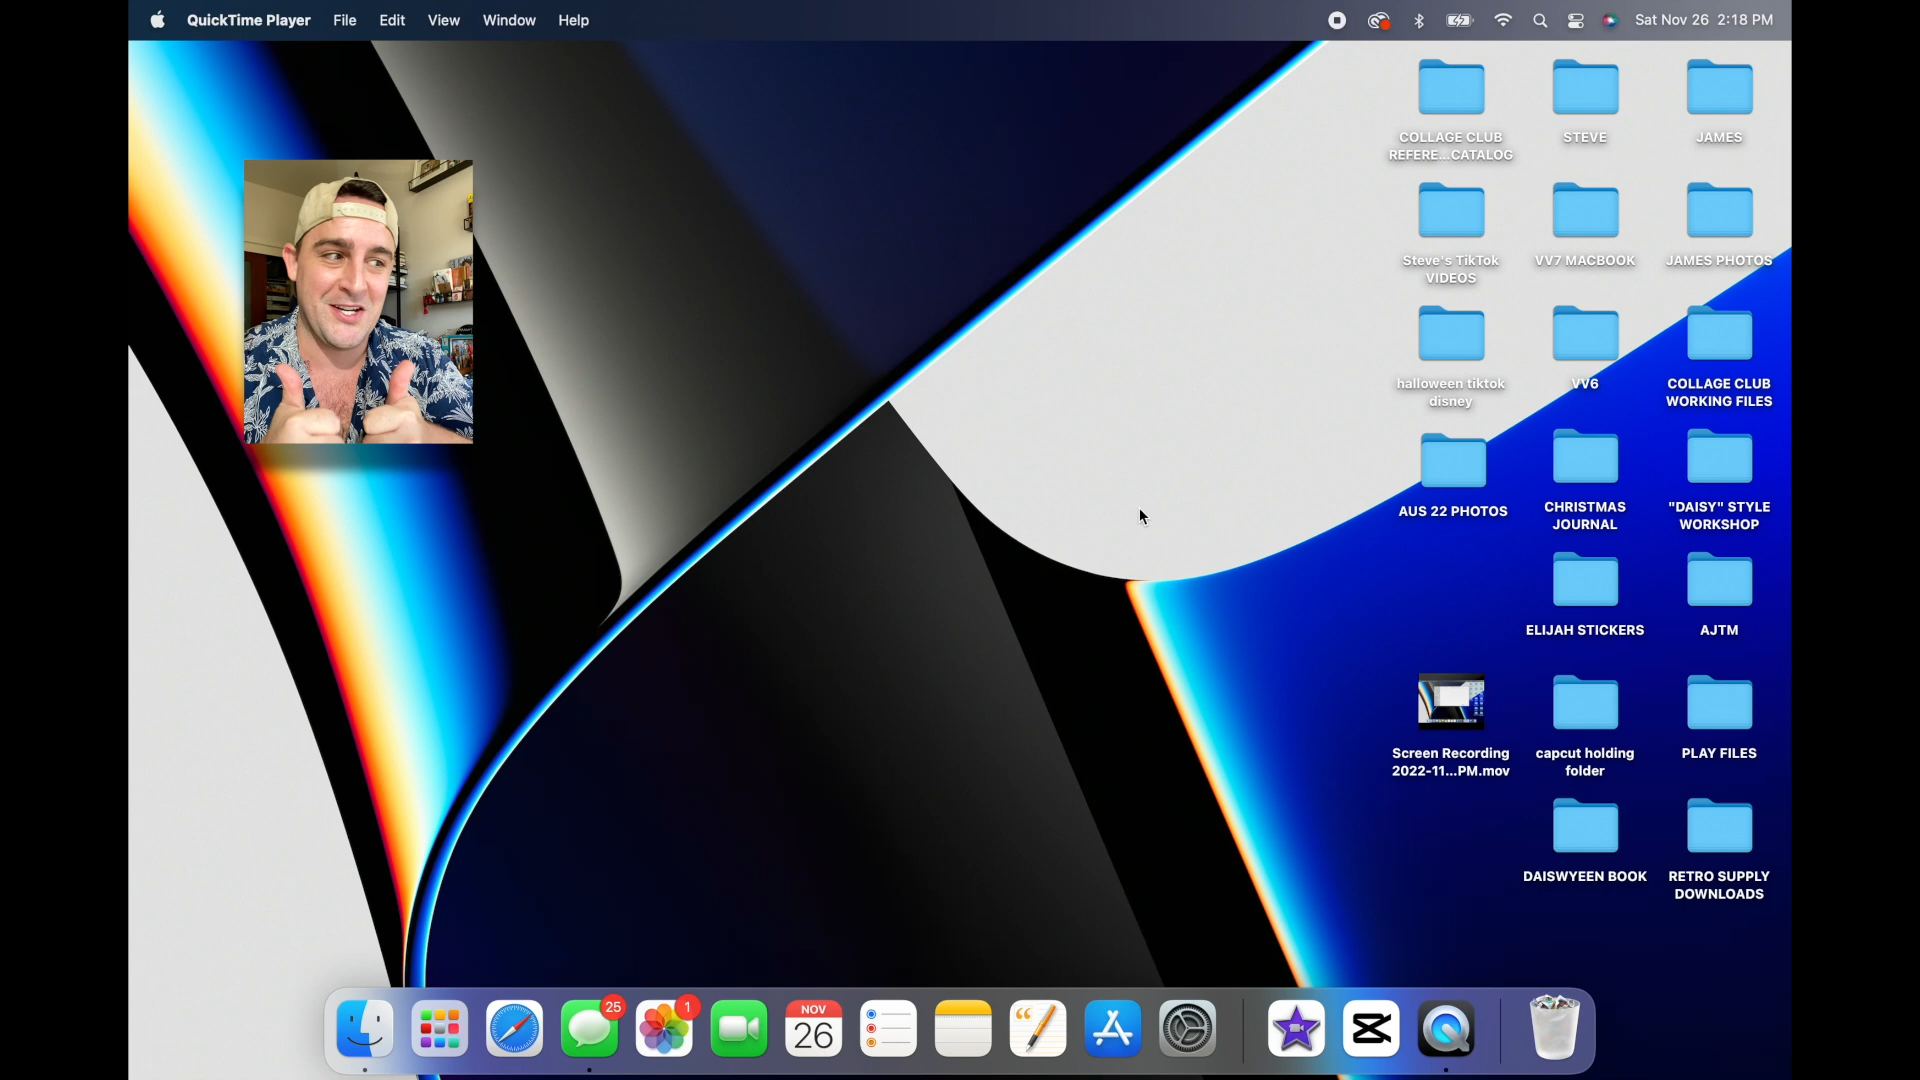 QuickTime Player File Edit View Window Help Sat Nov 26 2:18 PM
COLLAGE CLUB
REFERE...CATALOG
STEVE
JAMES
Steve's TikTok
VIDEOS
VV7 MACBOOK
JAMES PHOTOS
halloween tiktok
disney
VV6
COLLAGE CLUB
WORKING FILES
AUS 22 PHOTOS
CHRISTMAS
JOURNAL
"DAISY" STYLE
WORKSHOP
ELIJAH STICKERS
AJTM
Screen Recording
2022-11...PM.mov
capcut holding
folder
PLAY FILES
DAISWYEEN BOOK
RETRO SUPPLY
DOWNLOADS
25
1
NOV
26